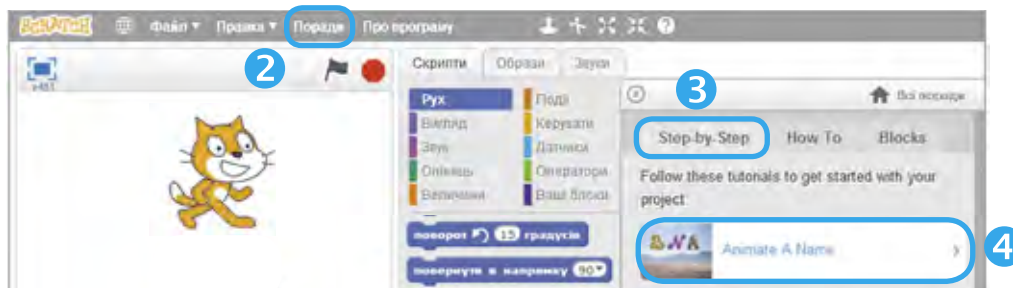 SCRATCH Файл Правка Поради Про програму
2
v461
Скрипти Образи Звуки
Рух Події
Вигляд Керувати
Звук Датчики
Олівець Оператори
Величини Ваші блоки
поворот 15 градусів
повернути в напрямку 90
3
Всі поради
Step-by-Step How To Blocks
Follow these tutorials to get started with your
project
Animate A Name
4